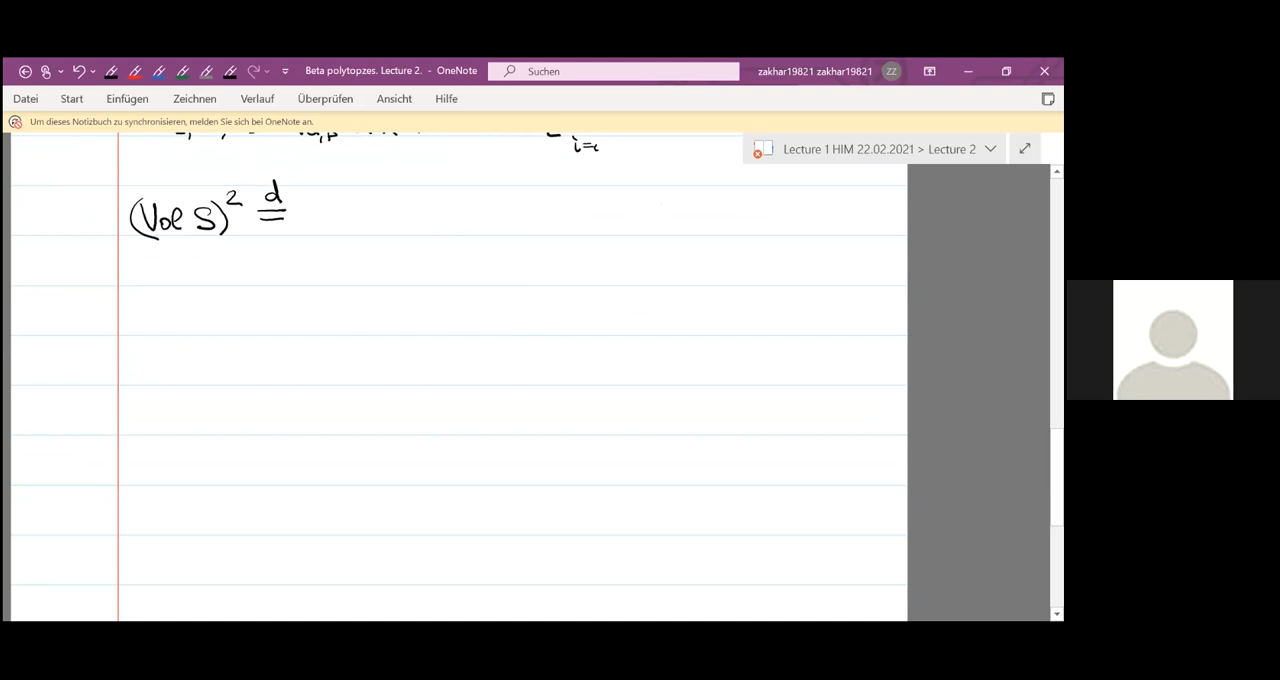 Beta polytopzes. Lecture 2. - OneNote
Suchen
zakhar19821 zakhar19821 ZZ
Datei Start Einfügen Zeichnen Verlauf Überprüfen Ansicht Hilfe
Um dieses Notizbuch zu synchronisieren, melden Sie sich bei OneNote an.
Lecture 1 HIM 22.02.2021 > Lecture 2
i=
(Vol S)² d=